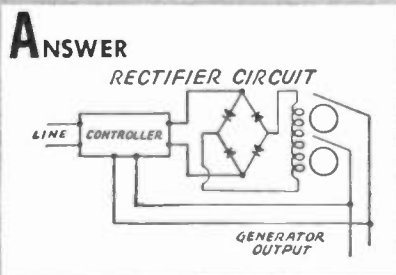 ANSWER
RECTIFIER CIRCUIT
LINE
CONTROLLER
GENERATOR
OUTPUT